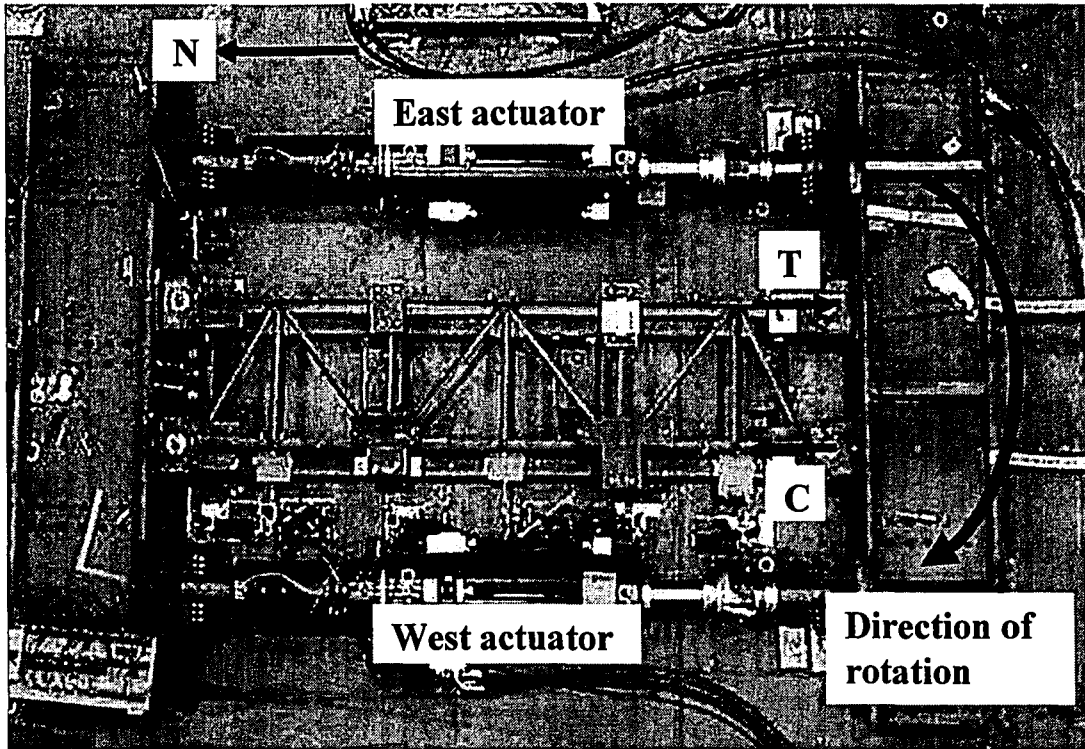 N
East actuator
T
C
West actuator
Direction of
rotation